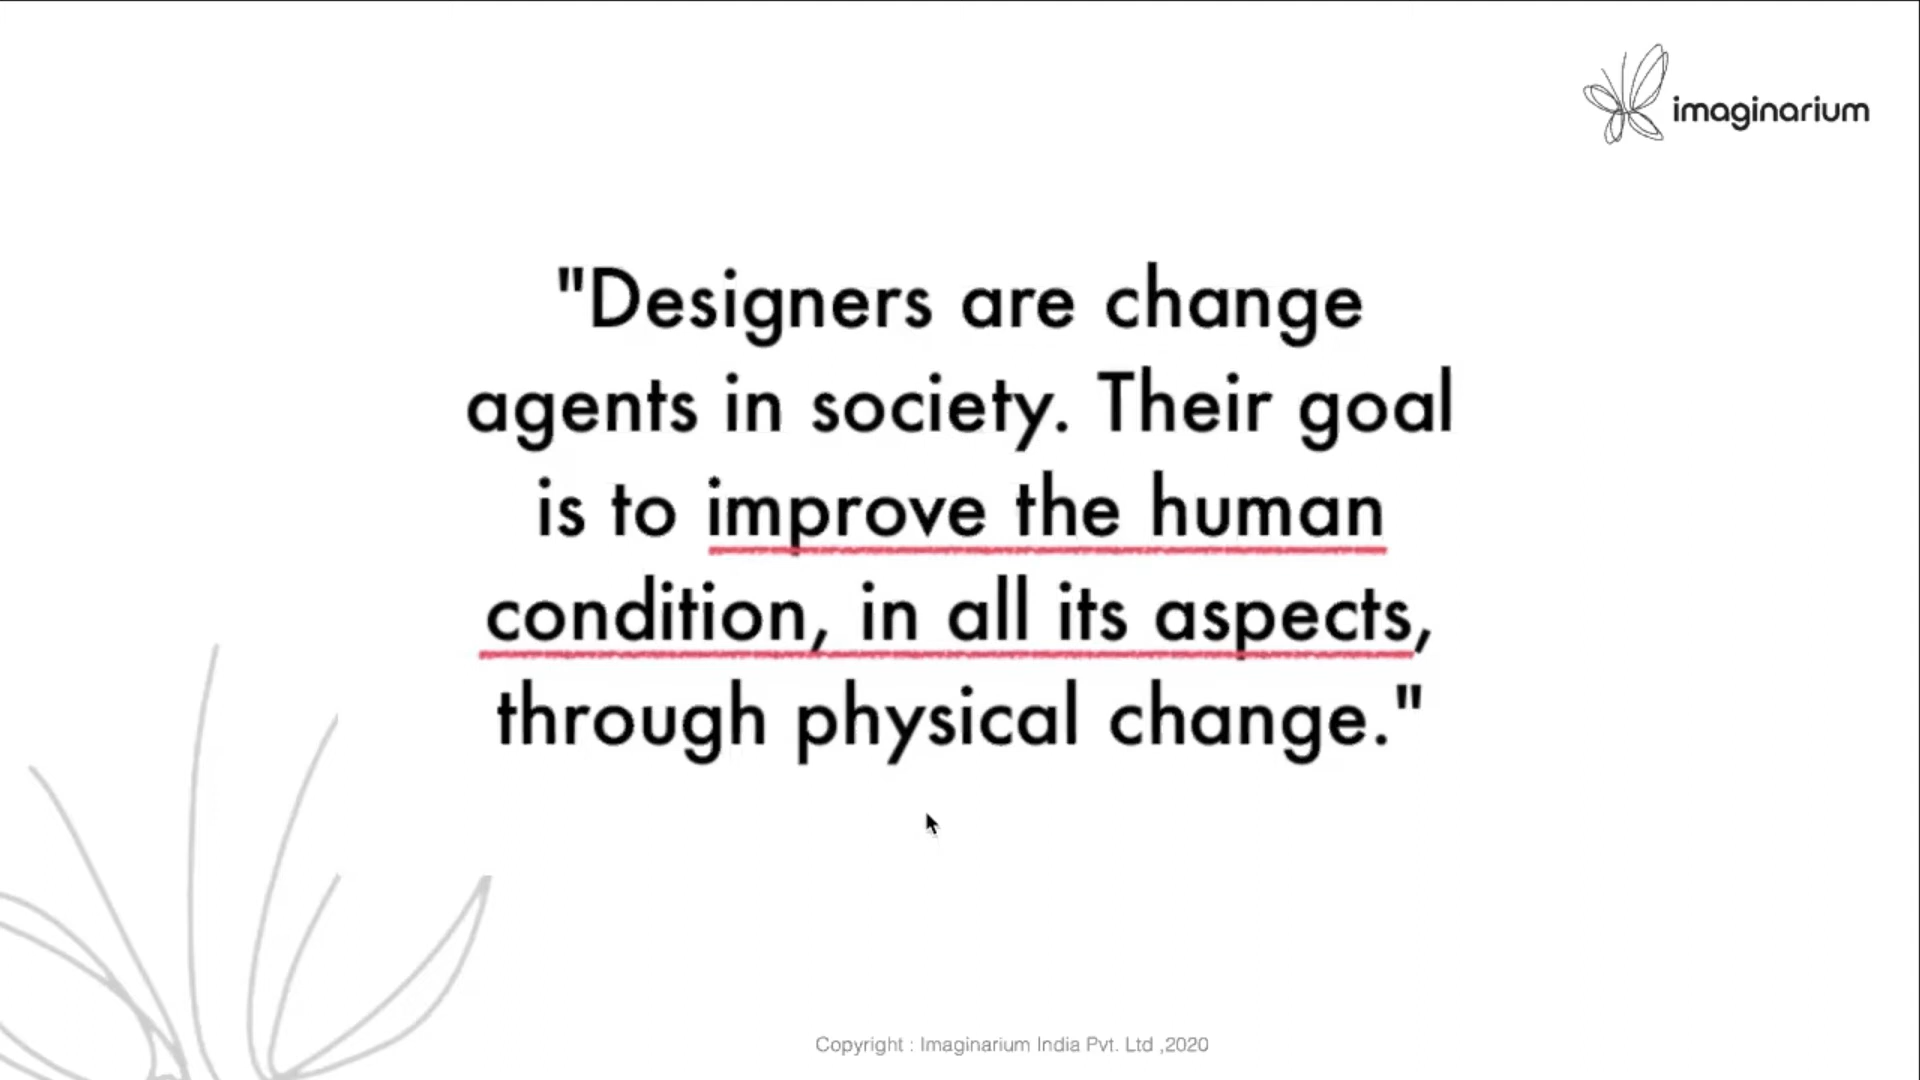 imaginarium
"Designers are change
agents in society. Their goal
is to improve the human
condition, in all its aspects,
through physical change."
Copyright : Imaginarium India Pvt. Ltd ,2020